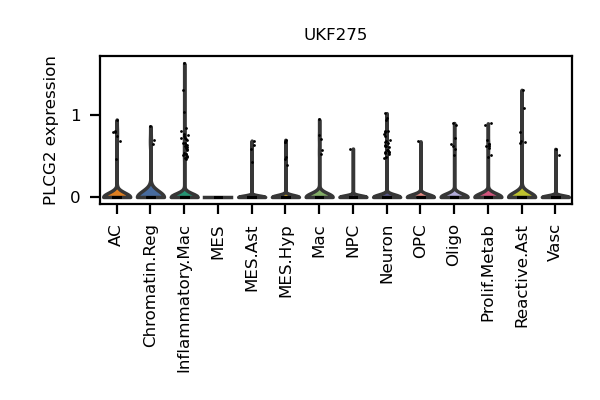 UKF275
PLCG2 expression
1
0
AC
Chromatin.Reg
Inflammatory.Mac
MES
MES.Ast
MES.Hyp
Mac
NPC
Neuron
OPC
Oligo
Prolif.Metab
Reactive.Ast
Vasc